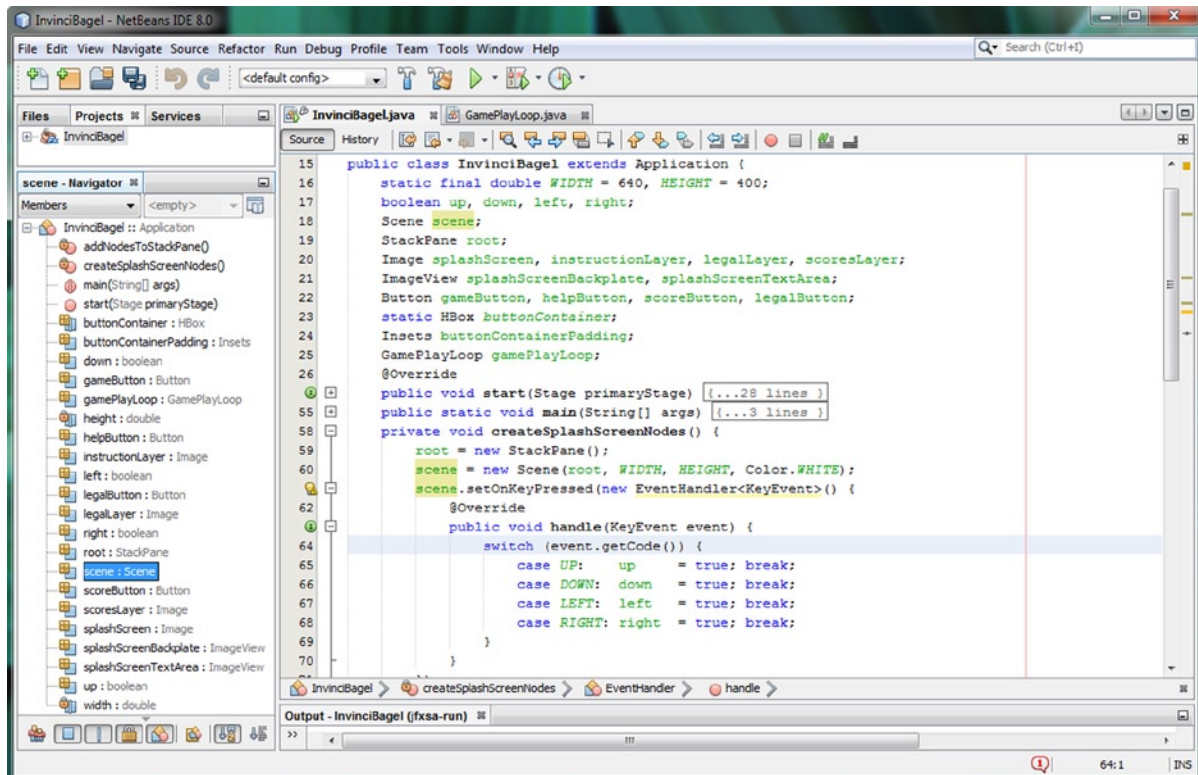 InvinciBagel - NetBeans IDE 8.0
File Edit View Navigate Source Refactor Run Debug Profile Team Tools Window Help
Search (Ctrl+I)
<default config>
Files Projects Services
InvinciBagel
scene - Navigator
Members <empty>
InvinciBagel :: Application
addNodesToStackPane()
createSplashScreenNodes()
main(String[] args)
start(Stage primaryStage)
buttonContainer : HBox
buttonContainerPadding : Insets
down : boolean
gameButton : Button
gamePlayLoop : GamePlayLoop
height : double
helpButton : Button
instructionLayer : Image
left : boolean
legalButton : Button
legalLayer : Image
right : boolean
root : StackPane
scene : Scene
scoreButton : Button
scoresLayer : Image
splashScreen : Image
splashScreenBackplate : ImageView
splashScreenTextArea : ImageView
up : boolean
width : double
InvinciBagel.java GamePlayLoop.java
Source History
15 public class InvinciBagel extends Application {
16 static final double WIDTH = 640, HEIGHT = 400;
17 boolean up, down, left, right;
18 Scene scene;
19 StackPane root;
20 Image splashScreen, instructionLayer, legalLayer, scoresLayer;
21 ImageView splashScreenBackplate, splashScreenTextArea;
22 Button gameButton, helpButton, scoreButton, legalButton;
23 static HBox buttonContainer;
24 Insets buttonContainerPadding;
25 GamePlayLoop gamePlayLoop;
26 @Override
public void start(Stage primaryStage) {...28 lines }
55 public static void main(String[] args) {...3 lines }
58 private void createSplashScreenNodes() {
59 root = new StackPane();
60 scene = new Scene(root, WIDTH, HEIGHT, Color.WHITE);
scene.setOnKeyPressed(new EventHandler<KeyEvent>() {
62 @Override
public void handle(KeyEvent event) {
64 switch (event.getCode()) {
65 case UP: up = true; break;
66 case DOWN: down = true; break;
67 case LEFT: left = true; break;
68 case RIGHT: right = true; break;
69 }
70 }
InvinciBagel createSplashScreenNodes EventHandler handle
Output - InvinciBagel (jfxsa-run)
1 64:1 INS